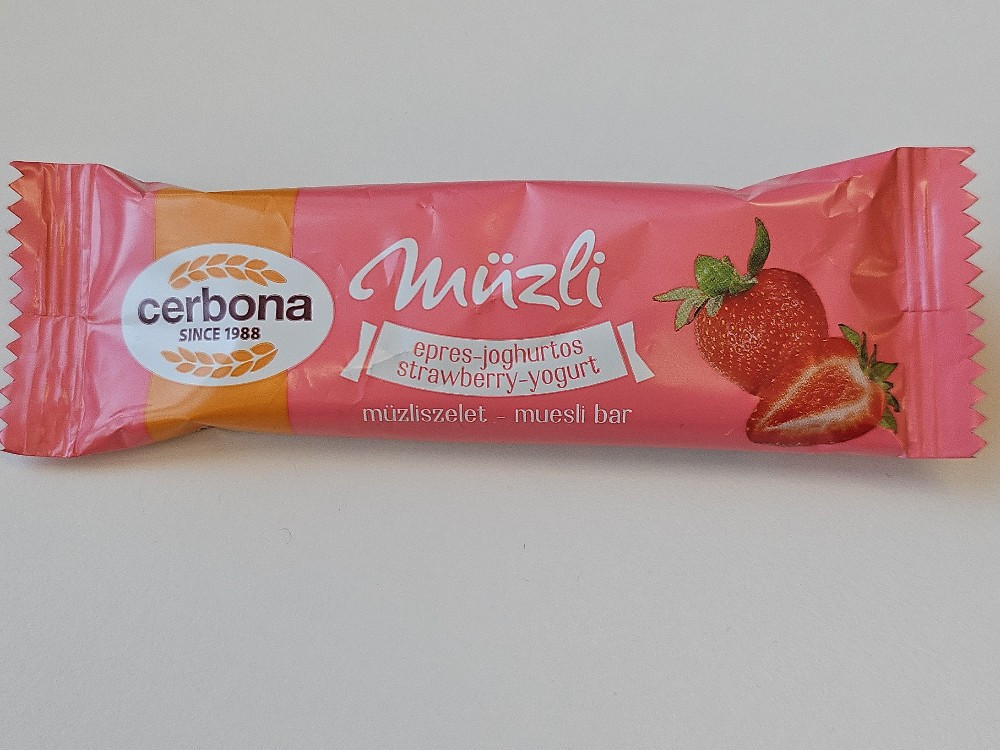 cerbona
SINCE 1988
müzli
epres-joghurtos
strawberry-yogurt
müzliszelet - muesli bar